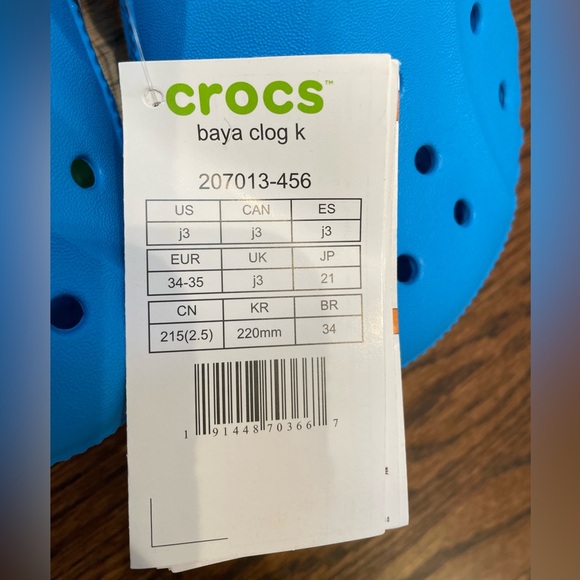 crocs™
baya clog k
207013-456
US CAN ES
j3 j3 j3
EUR UK JP
34-35 j3 21
CN KR BR
215(2.5) 220mm 34
1 91448 70366 7